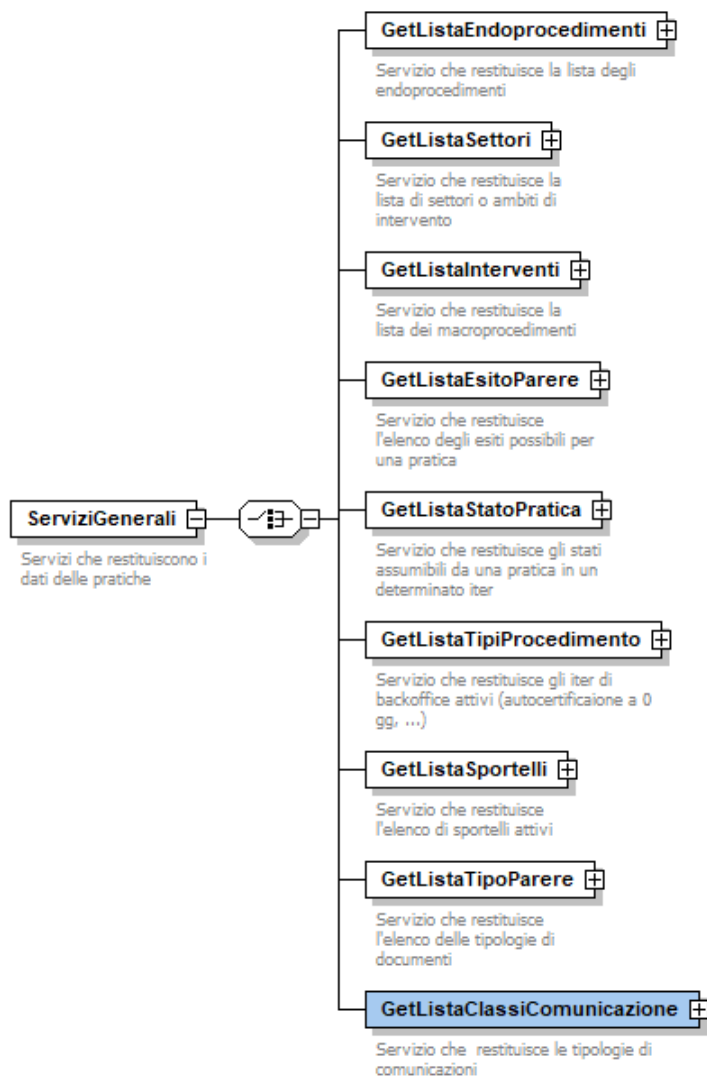 GetListaEndoprocedimenti
Servizio che restituisce la lista degli
endoprocedimenti
GetListaSettori
Servizio che restituisce la
lista di settori o ambiti di
intervento
GetListaInterventi
Servizio che restituisce la
lista dei macroprocedimenti
GetListaEsitoParere
Servizio che restituisce
l'elenco degli esiti possibili per
una pratica
ServiziGenerali
Servizi che restituiscono i
dati delle pratiche
GetListaStatoPratica
Servizio che restituisce gli stati
assumibili da una pratica in un
determinato iter
GetListaTipiProcedimento
Servizio che restituisce gli iter di
backoffice attivi (autocertificaione a 0
gg, ...)
GetListaSportelli
Servizio che restituisce
l'elenco di sportelli attivi
GetListaTipoParere
Servizio che restituisce
l'elenco delle tipologie di
documenti
GetListaClassiComunicazione
Servizio che  restituisce le tipologie di
comunicazioni